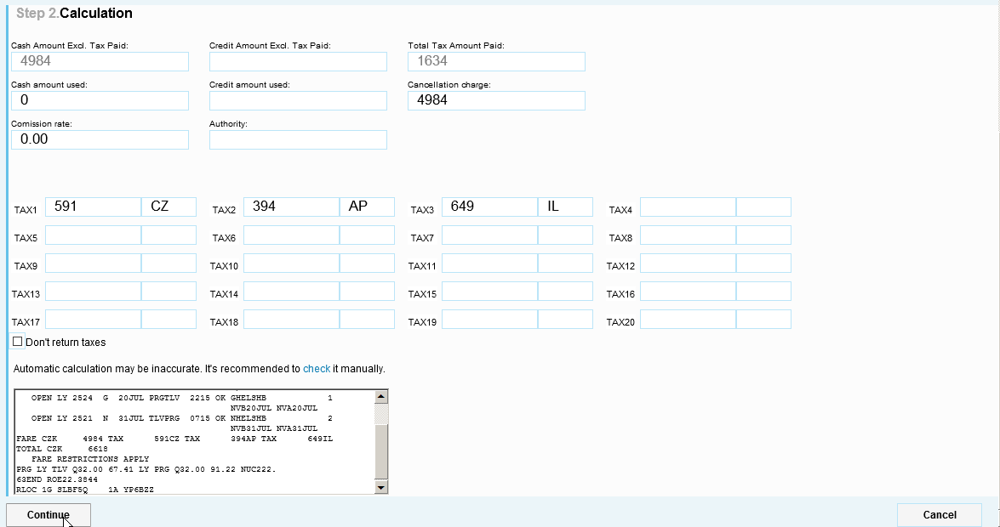 Step 2.Calculation
Cash Amount Excl. Tax Paid: Credit Amount Excl. Tax Paid: Total Tax Amount Paid:
4984 1634
Cash amount used: Credit amount used: Cancellation charge:
0 4984
Comission rate: Authority:
0.00
TAX1 591 CZ TAX2 394 AP TAX3 649 IL TAX4
TAX5 TAX6 TAX7 TAX8
TAX9 TAX10 TAX11 TAX12
TAX13 TAX14 TAX15 TAX16
TAX17 TAX18 TAX19 TAX20
Don't return taxes
Automatic calculation may be inaccurate. It's recommended to check it manually.
OPEN LY 2524 G 20JUL PRGTLV 2215 OK GHELSHB 1
NVB20JUL NVA20JUL
OPEN LY 2521 N 31JUL TLVPRG 0715 OK NHELSHB 2
NVB31JUL NVA31JUL
FARE CZK 4984 TAX 591CZ TAX 394AP TAX 649IL
TOTAL CZK 6618
FARE RESTRICTIONS APPLY
PRG LY TLV Q32.00 67.41 LY PRG Q32.00 91.22 NUC222.
63END ROE22.3844
RLOC 1G SLBF5Q 1A YP6BZZ
Continue Cancel